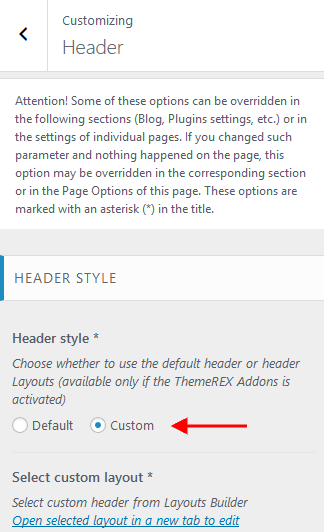 Customizing
Header
Attention! Some of these options can be overridden in
the following sections (Blog, Plugins settings, etc.) or in
the settings of individual pages. If you changed such
parameter and nothing happened on the page, this
option may be overridden in the corresponding section
or in the Page Options of this page. These options are
marked with an asterisk (*) in the title.
HEADER STYLE
Header style *
Choose whether to use the default header or header
Layouts (available only if the ThemeREX Addons is
activated)
Default Custom
Select custom layout *
Select custom header from Layouts Builder
Open selected layout in a new tab to edit